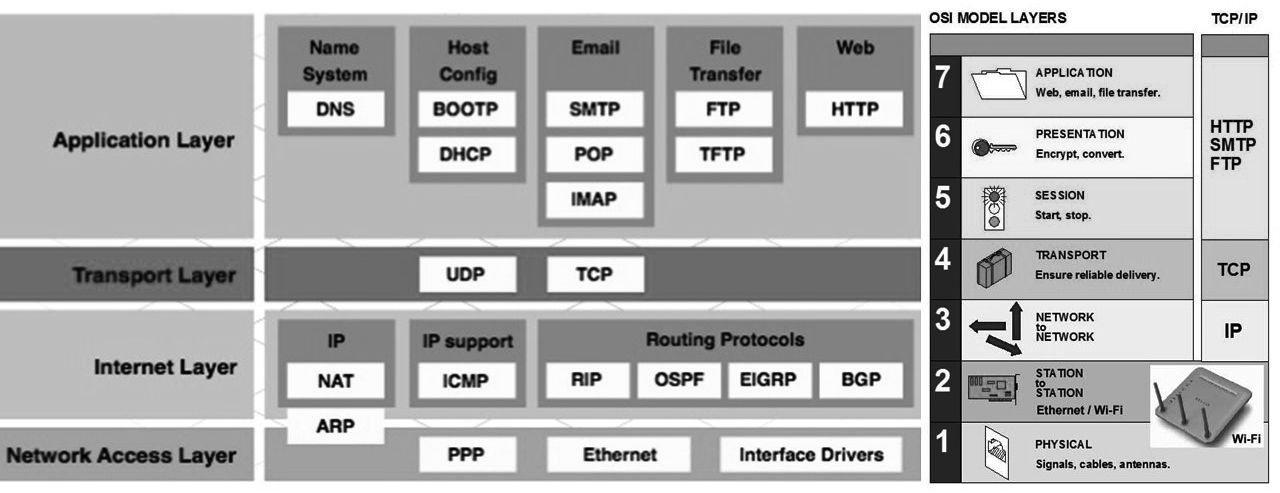 Application Layer
Name
System
DNS
Host
Config
BOOTP
DHCP
Email
SMTP
POP
IMAP
File
Transfer
FTP
TFTP
Web
HTTP
Transport Layer
UDP
TCP
Internet Layer
IP
NAT
ARP
IP support
ICMP
Routing Protocols
RIP
OSPF
EIGRP
BGP
Network Access Layer
PPP
Ethernet
Interface Drivers
OSI MODEL LAYERS
TCP/IP
7
APPLICATION
Web, email, file transfer.
6
PRESENTATION
Encrypt, convert.
5
SESSION
Start, stop.
HTTP
SMTP
FTP
4
TRANSPORT
Ensure reliable delivery.
TCP
3
NETWORK
to
NETWORK
IP
2
STATION
to
STATION
Ethernet / Wi-Fi
Wi-Fi
1
PHYSICAL
Signals, cables, antennas.